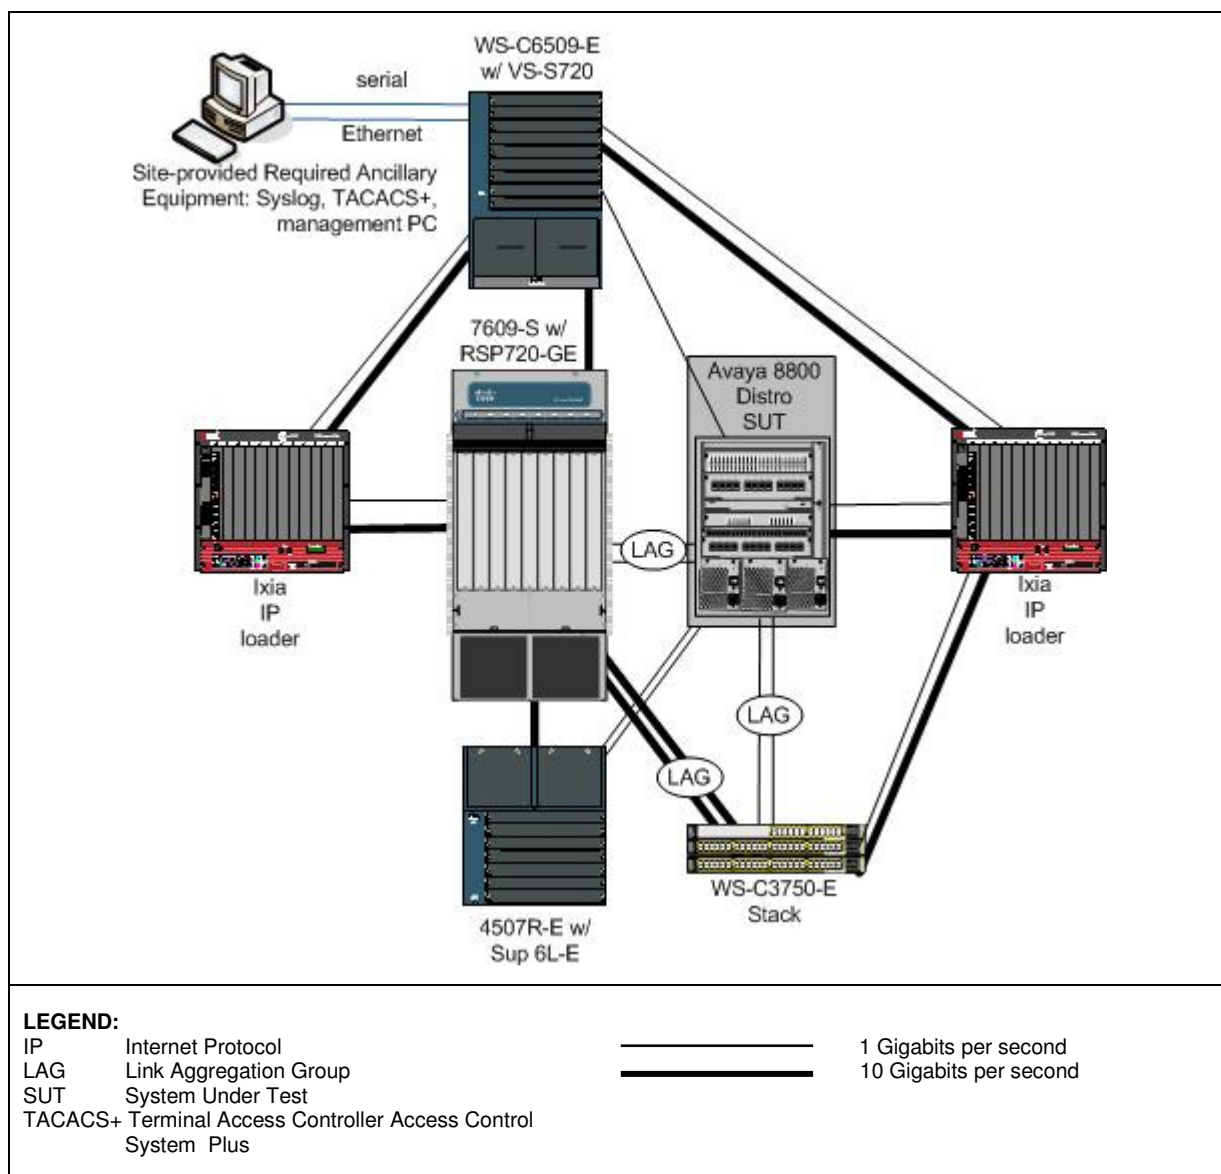 WS-C6509-E
w/ VS-S720
serial
Ethernet
Site-provided Required Ancillary
Equipment: Syslog, TACACS+,
management PC
7609-S w/
RSP720-GE
Avaya 8800
Distro
SUT
Ixia
IP
loader
LAG
Ixia
IP
loader
LAG
LAG
WS-C3750-E
Stack
4507R-E w/
Sup 6L-E
LEGEND:
IP Internet Protocol
LAG Link Aggregation Group
SUT System Under Test
TACACS+ Terminal Access Controller Access Control
System Plus
1 Gigabits per second
10 Gigabits per second